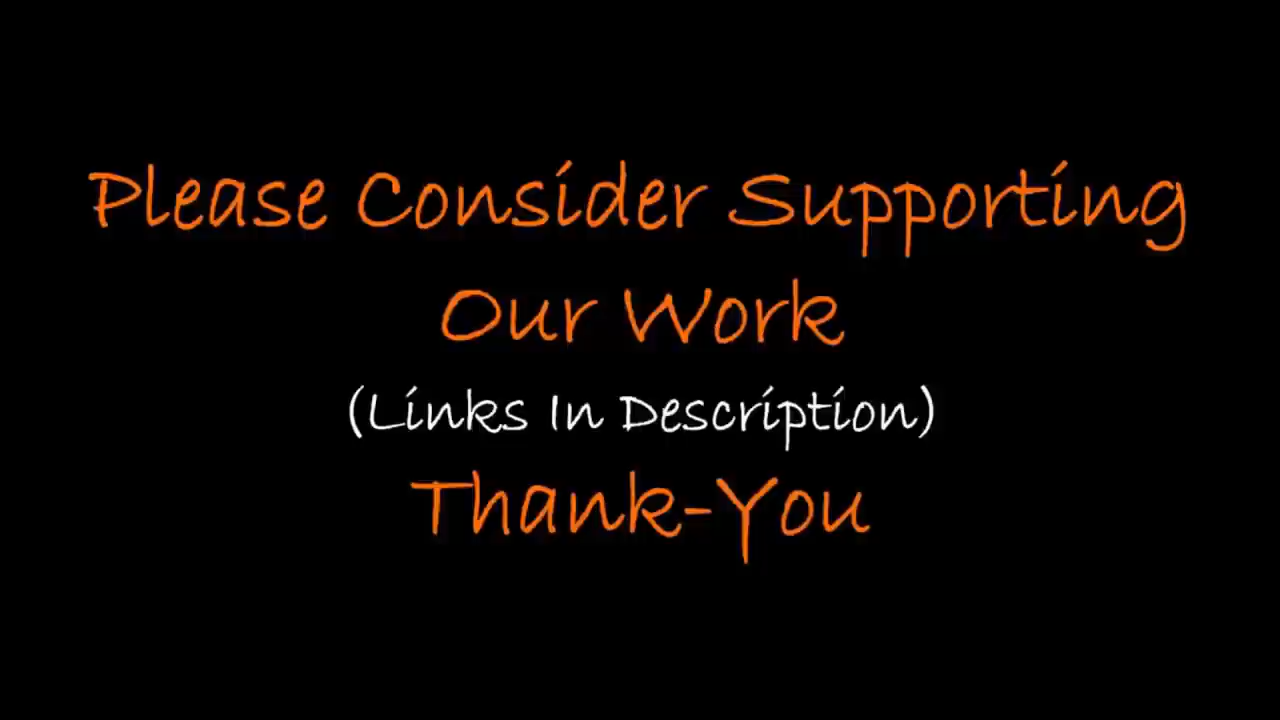 Please Consider Supporting
Our Work
(Links In Description)
Thank-You